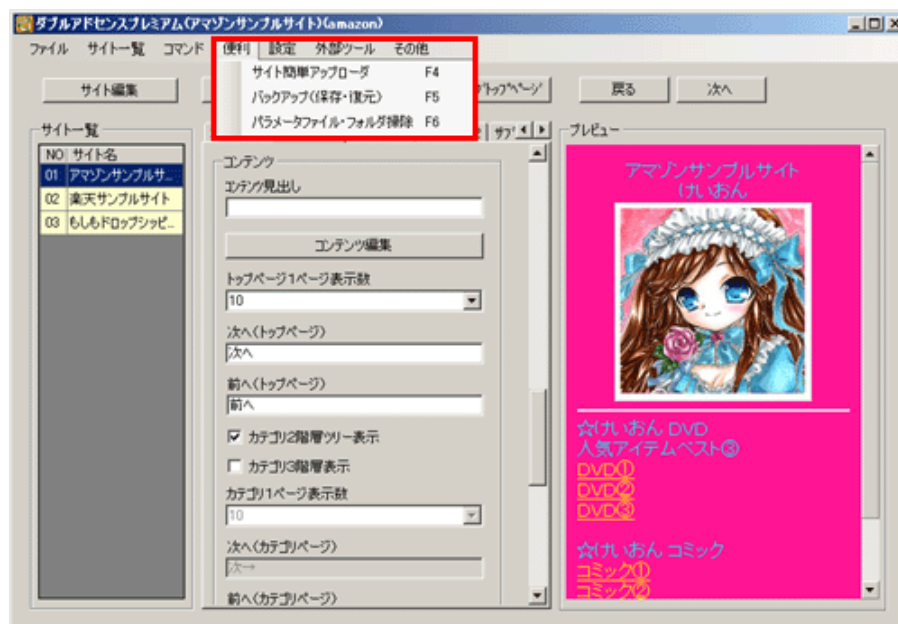 ダブルアドセンスプレミアム(アマゾンサンプルサイト)(amazon)
ファイル サイト一覧 コマンド 便利 設定 外部ツール その他
サイト簡単アップローダ F4
バックアップ(保存・復元) F5
パラメータファイル・フォルダ掃除 F6
サイト編集 戻る 次へ
サイト一覧
NO サイト名
01 アマゾンサンプルサ...
02 楽天サンプルサイト
03 もしもドロップシッピ...
コンテンツ
コンテンツ見出し
コンテンツ編集
トップページ1ページ表示数
10
次へ(トップページ)
次へ
前へ(トップページ)
前へ
カテゴリ2階層ツリー表示
カテゴリ3階層表示
カテゴリ1ページ表示数
10
次へ(カテゴリページ)
次→
前へ(カテゴリページ)
プレビュー
アマゾンサンプルサイト
けいおん
☆けいおん DVD
人気アイテムベスト③
DVD①
DVD②
DVD③
☆けいおん コミック
コミック①
コミック②